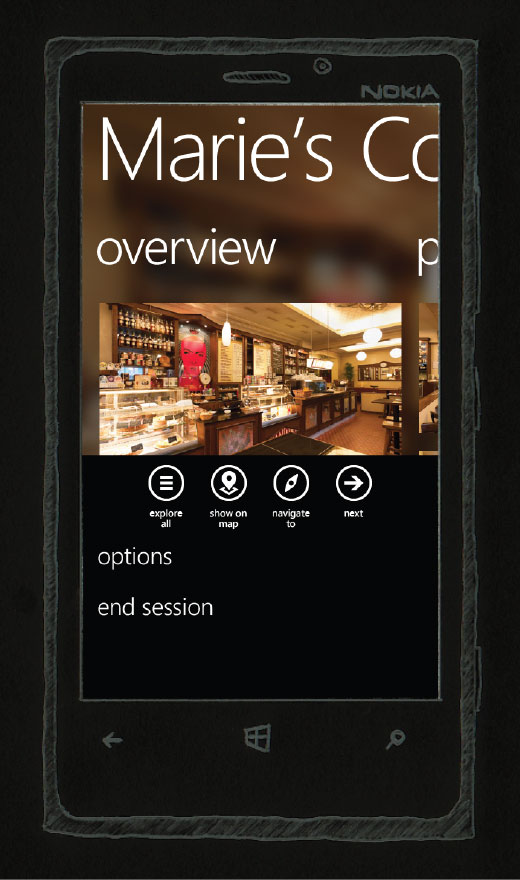 NOKIA
Marie's Co
overview
p
explore
all
show on
map
navigate
to
next
options
end session